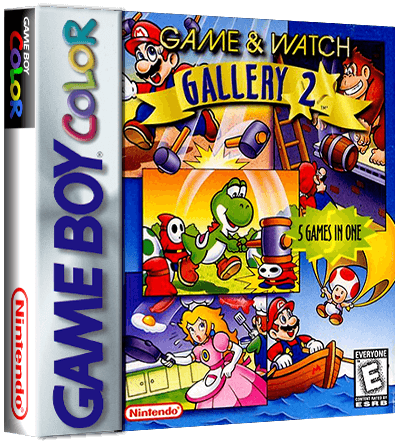 GAME BOY
COLOR
Nintendo
GAME BOY COLOR
GAME & WATCH
GALLERY 2
TM
5 GAMES IN ONE
Nintendo
EVERYONE
E
CONTENT RATED BY
ESRB